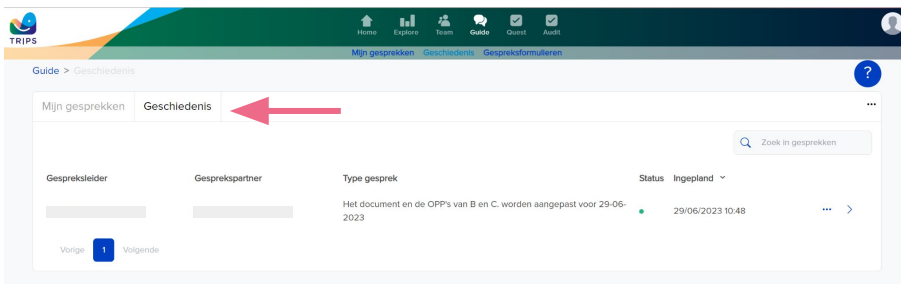 TRIPS
Home Explore Team Guide Quest Audit
Mijn gesprekken Geschiedenis Gespreksformulieren
Guide > Geschiedenis
?
Mijn gesprekken Geschiedenis
Zoek in gesprekken
Gespreksleider Gesprekspartner Type gesprek Status Ingepland
Het document en de OPP's van B en C. worden aangepast voor 29-06-
2023
29/06/2023 10:48
Vorige 1 Volgende